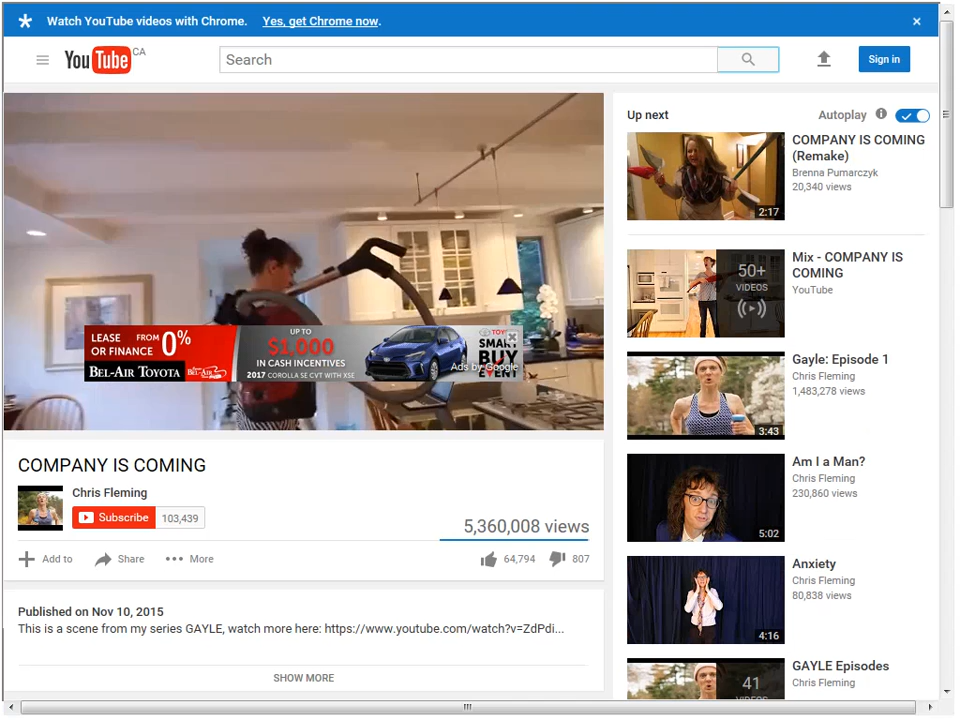 Watch YouTube videos with Chrome. Yes, get Chrome now.
YouTube CA
Search
Sign in
LEASE OR FINANCE
FROM 0%
BEL-AIR TOYOTA
BEL-AIR
UP TO
$1,000
IN CASH INCENTIVES
2017 COROLLA SE CVT WITH XSE
SMART
BUY
EVENT
Ads by Google
COMPANY IS COMING
Chris Fleming
Subscribe 103,439
5,360,008 views
Add to Share More 64,794 807
Published on Nov 10, 2015
This is a scene from my series GAYLE, watch more here: https://www.youtube.com/watch?v=ZdPdi...
SHOW MORE
Up next Autoplay
COMPANY IS COMING
(Remake)
Brenna Pumarczyk
20,340 views
2:17
50+
VIDEOS
Mix - COMPANY IS
COMING
YouTube
Gayle: Episode 1
Chris Fleming
1,483,278 views
3:43
Am I a Man?
Chris Fleming
230,860 views
5:02
Anxiety
Chris Fleming
80,838 views
4:16
GAYLE Episodes
Chris Fleming
41
VIDEOS